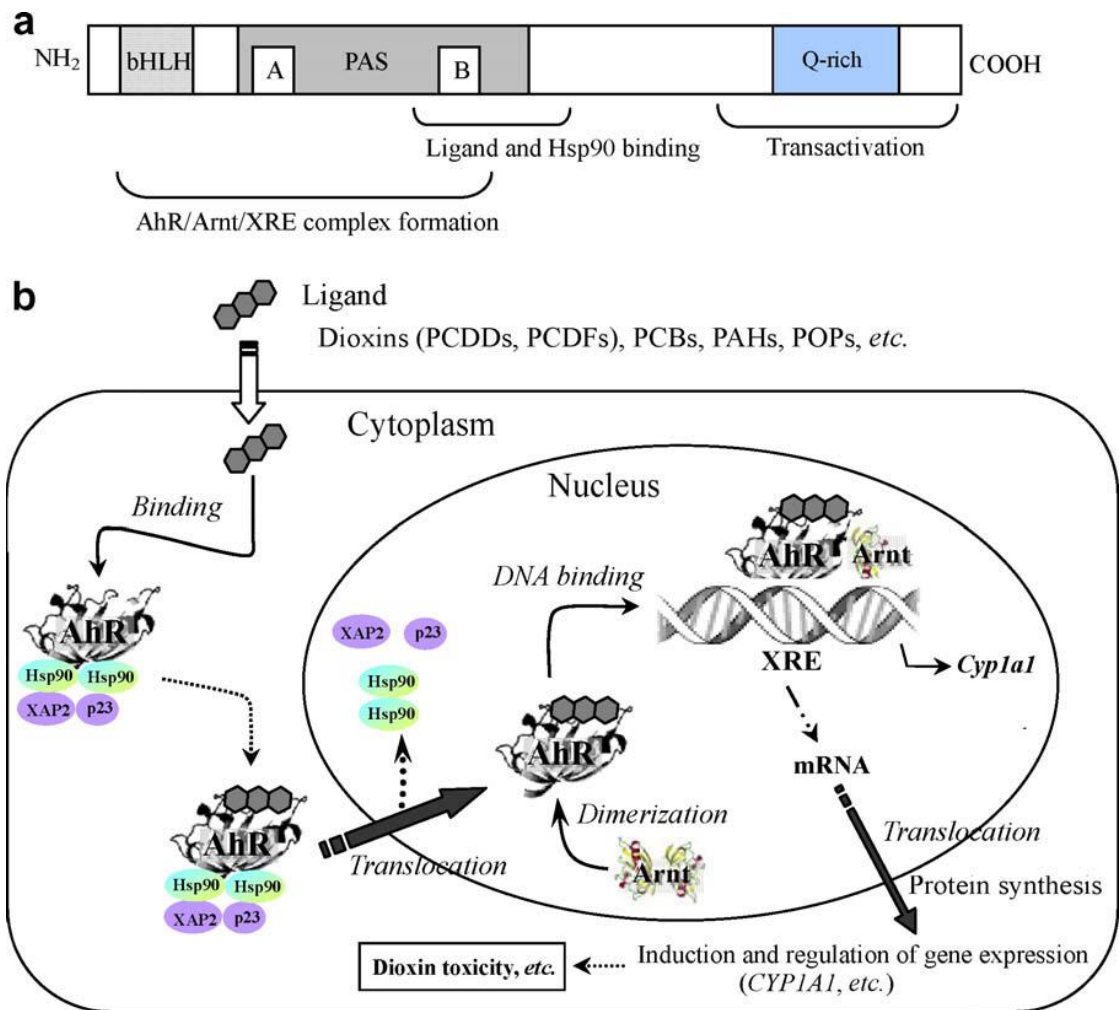 a
NH₂ bHLH A PAS B Q-rich COOH
Ligand and Hsp90 binding
Transactivation
AhR/Arnt/XRE complex formation
b
Ligand
Dioxins (PCDDs, PCDFs), PCBs, PAHs, POPs, etc.
Cytoplasm
Nucleus
Binding
AhR
Hsp90 Hsp90
XAP2 p23
AhR
Hsp90 Hsp90
XAP2 p23
Translocation
XAP2 p23
Hsp90
Hsp90
AhR
Dimerization
Arnt
DNA binding
AhR Arnt
XRE
Cyp1a1
mRNA
Translocation
Protein synthesis
Induction and regulation of gene expression
(CYP1A1, etc.)
Dioxin toxicity, etc.